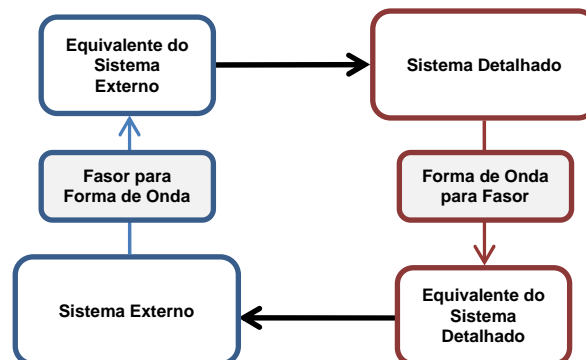 Equivalente do
Sistema
Externo
Sistema Detalhado
Fasor para
Forma de Onda
Forma de Onda
para Fasor
Sistema Externo
Equivalente do
Sistema
Detalhado